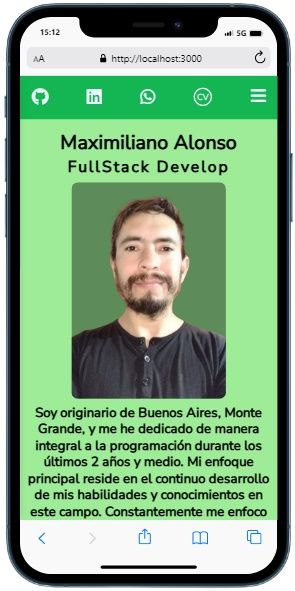 15:12
5G
AA
http://localhost:3000
in
CV
Maximiliano Alonso
FullStack Develop
Soy originario de Buenos Aires, Monte
Grande, y me he dedicado de manera
integral a la programación durante los
últimos 2 años y medio. Mi enfoque
principal reside en el continuo desarrollo
de mis habilidades y conocimientos en
este campo. Constantemente me enfoco